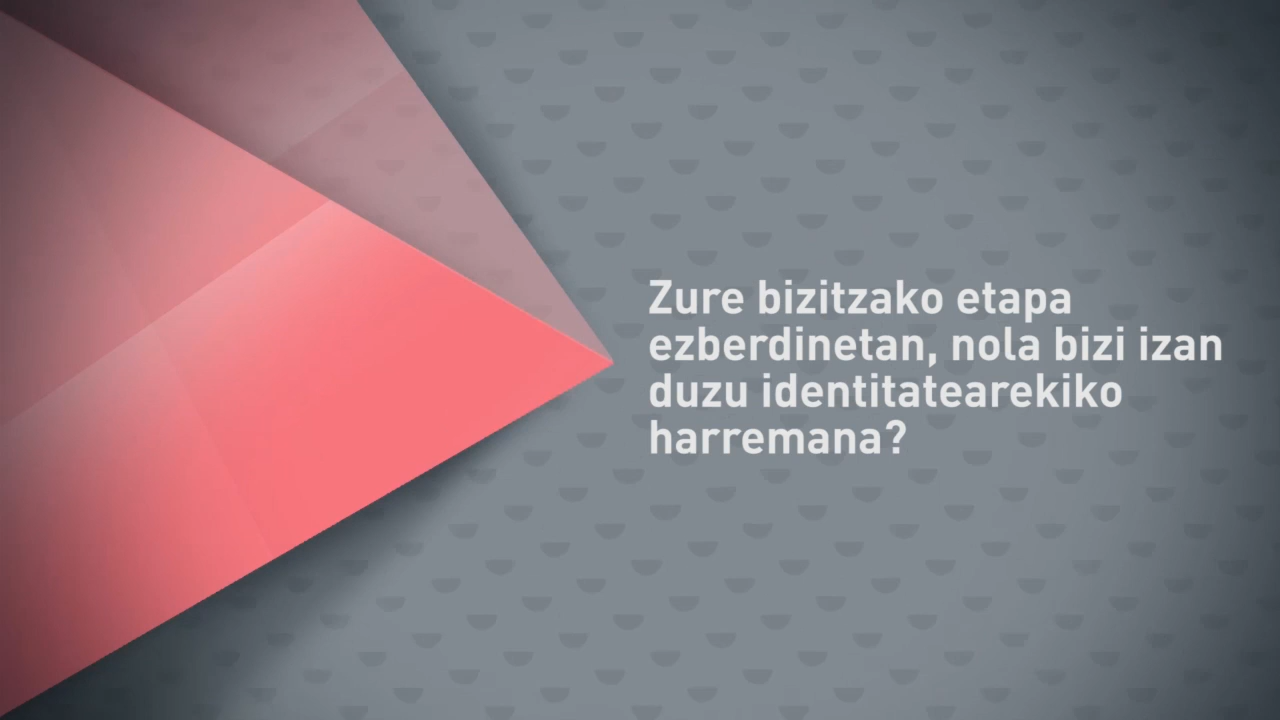 Zure bizitzako etapa
ezberdinetan, nola bizi izan
duzu identitatearekiko
harremana?